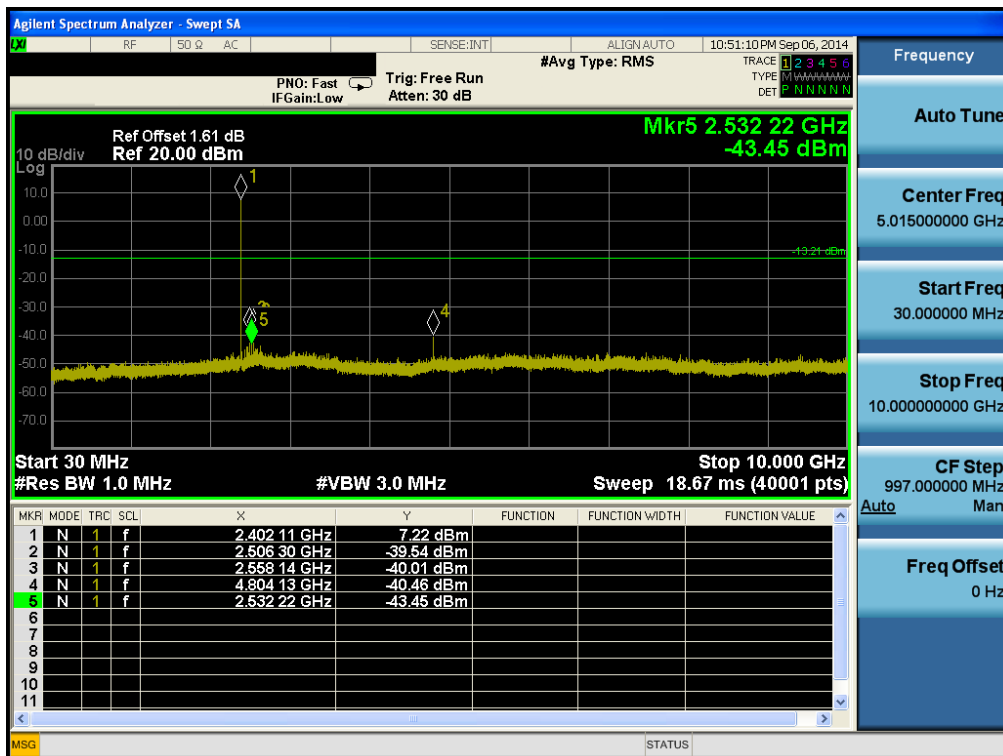 Agilent Spectrum Analyzer - Swept SA
LXI RF 50 Ω AC SENSE:INT ALIGN AUTO 10:51:10 PM Sep 06, 2014
#Avg Type: RMS
TRACE 1 2 3 4 5 6
PNO: Fast Trig: Free Run
TYPE M WWWWW
IFGain:Low Atten: 30 dB
DET P N N N N N
Ref Offset 1.61 dB
Mkr5 2.532 22 GHz
10 dB/div Ref 20.00 dBm
-43.45 dBm
Log
1
10.0
0.00
-10.0
-13.21 dBm
-20.0
-30.0
5
4
-40.0
-50.0
-60.0
-70.0
Start 30 MHz Stop 10.000 GHz
#Res BW 1.0 MHz #VBW 3.0 MHz Sweep 18.67 ms (40001 pts)
MKR MODE TRC SCL X Y FUNCTION FUNCTION WIDTH FUNCTION VALUE
1 N 1 f 2.402 11 GHz 7.22 dBm
2 N 1 f 2.506 30 GHz -39.54 dBm
3 N 1 f 2.558 14 GHz -40.01 dBm
4 N 1 f 4.804 13 GHz -40.46 dBm
5 N 1 f 2.532 22 GHz -43.45 dBm
6
7
8
9
10
11
MSG STATUS
Frequency
Auto Tune
Center Freq
5.015000000 GHz
Start Freq
30.000000 MHz
Stop Freq
10.000000000 GHz
CF Step
997.000000 MHz
Auto Man
Freq Offset
0 Hz